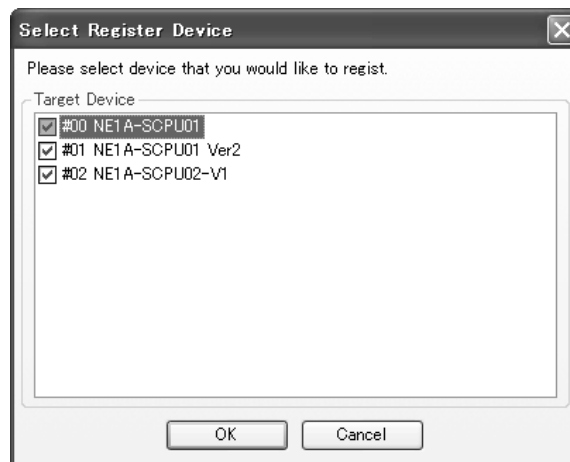 Select Register Device
Please select device that you would like to regist.
Target Device
#00 NE1A-SCPU01
#01 NE1A-SCPU01 Ver2
#02 NE1A-SCPU02-V1
OK
Cancel